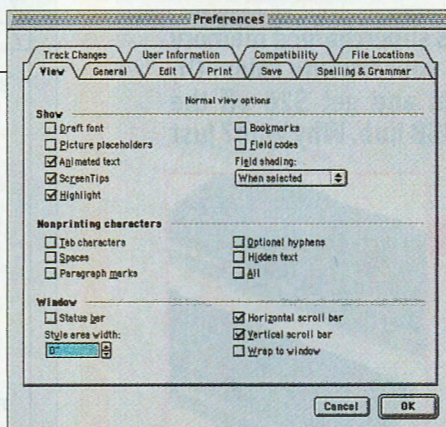 Preferences
Track Changes User Information Compatibility File Locations
View General Edit Print Save Spelling & Grammar
Normal view options
Show
Draft font
Picture placeholders
Animated text
ScreenTips
Highlight
Bookmarks
Field codes
Field shading:
When selected
Nonprinting characters
Tab characters
Spaces
Paragraph marks
Optional hyphens
Hidden text
All
Window
Status bar
Style area width:
0"
Horizontal scroll bar
Vertical scroll bar
Wrap to window
Cancel OK